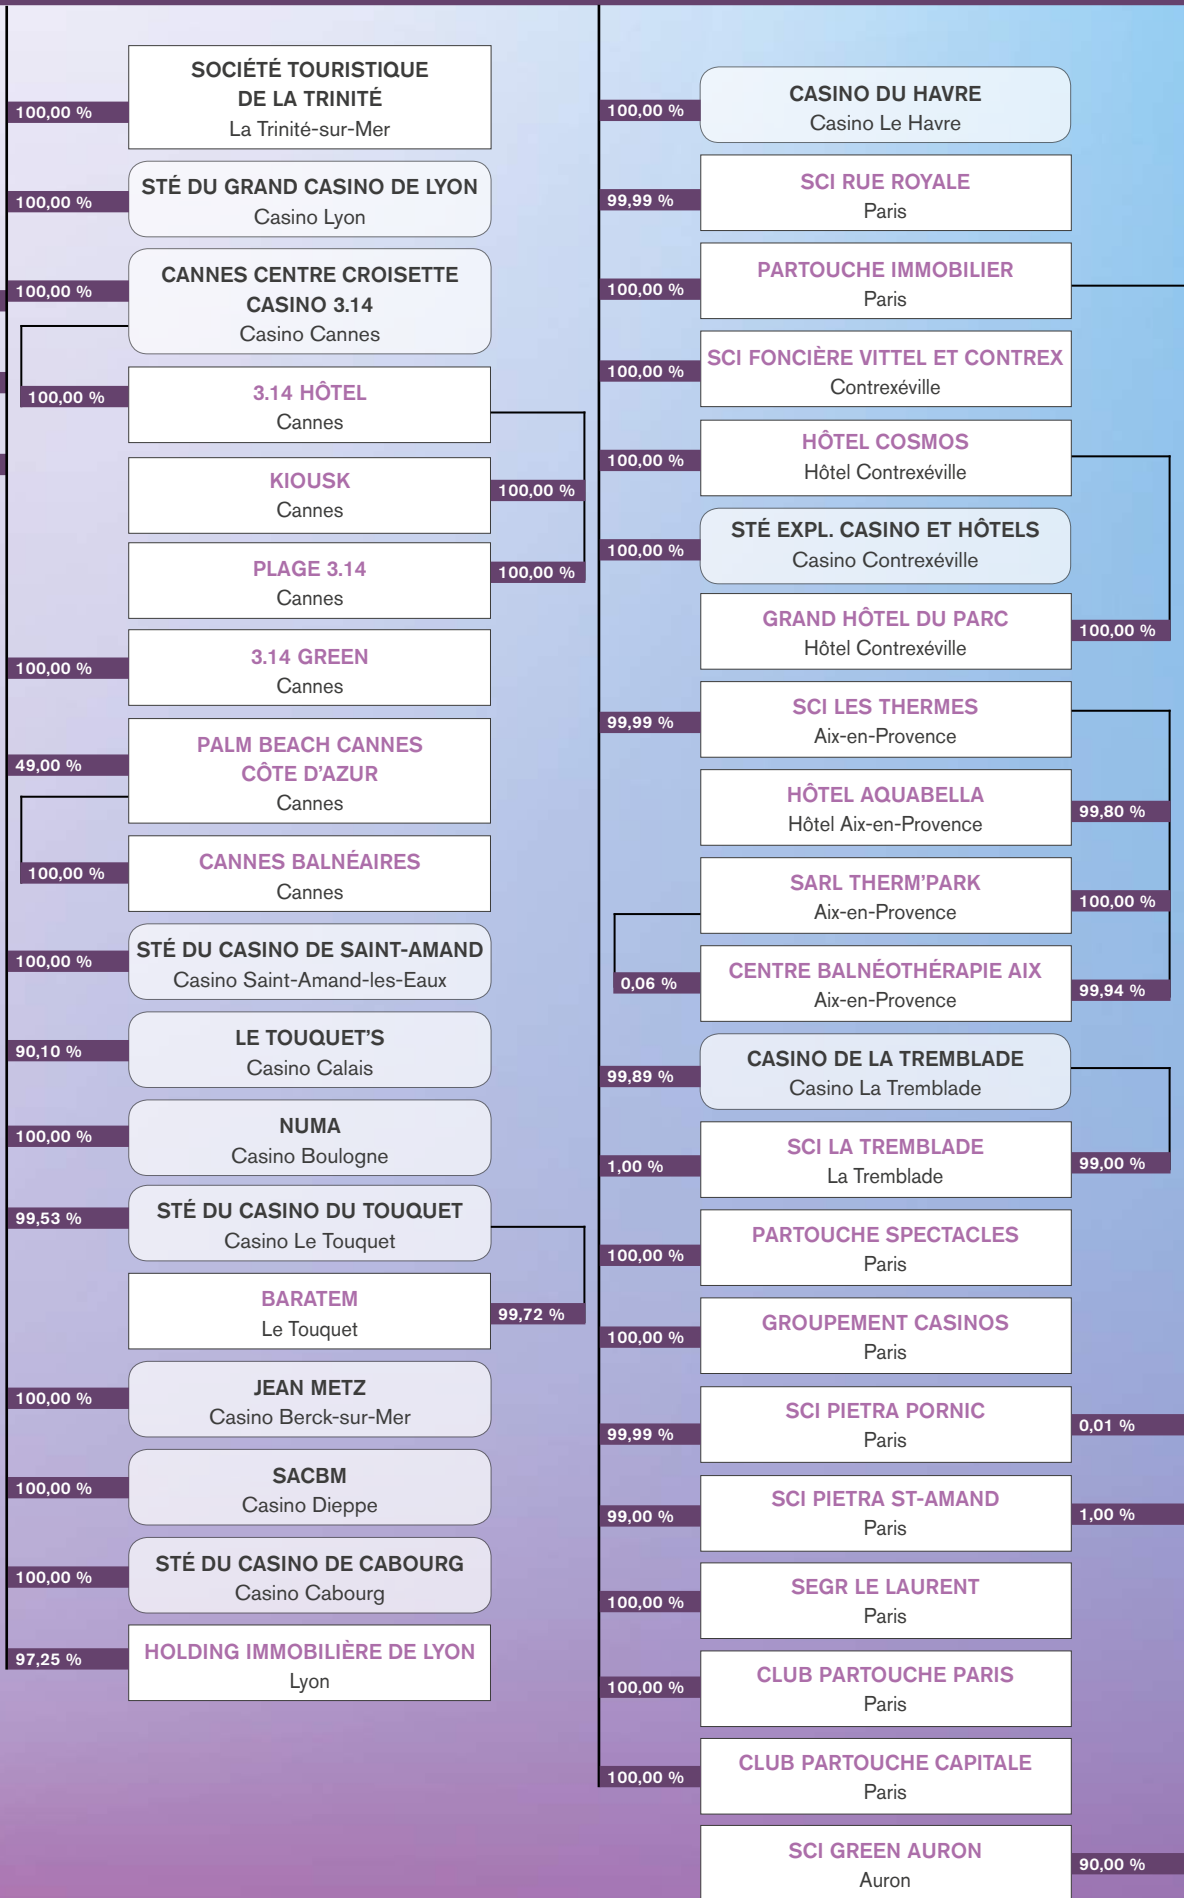 100,00 %
SOCIÉTÉ TOURISTIQUE
DE LA TRINITÉ
La Trinité-sur-Mer
100,00 %
STÉ DU GRAND CASINO DE LYON
Casino Lyon
100,00 %
CANNES CENTRE CROISETTE
CASINO 3.14
Casino Cannes
100,00 %
3.14 HÔTEL
Cannes
KIOUSK
Cannes
100,00 %
PLAGE 3.14
Cannes
100,00 %
100,00 %
3.14 GREEN
Cannes
49,00 %
PALM BEACH CANNES
CÔTE D'AZUR
Cannes
100,00 %
CANNES BALNÉAIRES
Cannes
100,00 %
STÉ DU CASINO DE SAINT-AMAND
Casino Saint-Amand-les-Eaux
90,10 %
LE TOUQUET'S
Casino Calais
100,00 %
NUMA
Casino Boulogne
99,53 %
STÉ DU CASINO DU TOUQUET
Casino Le Touquet
BARATEM
Le Touquet
99,72 %
100,00 %
JEAN METZ
Casino Berck-sur-Mer
100,00 %
SACBM
Casino Dieppe
100,00 %
STÉ DU CASINO DE CABOURG
Casino Cabourg
97,25 %
HOLDING IMMOBILIÈRE DE LYON
Lyon
100,00 %
CASINO DU HAVRE
Casino Le Havre
99,99 %
SCI RUE ROYALE
Paris
100,00 %
PARTOUCHE IMMOBILIER
Paris
100,00 %
SCI FONCIÈRE VITTEL ET CONTREX
Contrexéville
100,00 %
HÔTEL COSMOS
Hôtel Contrexéville
100,00 %
STÉ EXPL. CASINO ET HÔTELS
Casino Contrexéville
GRAND HÔTEL DU PARC
Hôtel Contrexéville
100,00 %
99,99 %
SCI LES THERMES
Aix-en-Provence
HÔTEL AQUABELLA
Hôtel Aix-en-Provence
99,80 %
SARL THERM'PARK
Aix-en-Provence
100,00 %
0,06 %
CENTRE BALNÉOTHÉRAPIE AIX
Aix-en-Provence
99,94 %
99,89 %
CASINO DE LA TREMBLADE
Casino La Tremblade
1,00 %
SCI LA TREMBLADE
La Tremblade
99,00 %
100,00 %
PARTOUCHE SPECTACLES
Paris
100,00 %
GROUPEMENT CASINOS
Paris
99,99 %
SCI PIETRA PORNIC
Paris
0,01 %
99,00 %
SCI PIETRA ST-AMAND
Paris
1,00 %
100,00 %
SEGR LE LAURENT
Paris
100,00 %
CLUB PARTOUCHE PARIS
Paris
100,00 %
CLUB PARTOUCHE CAPITALE
Paris
SCI GREEN AURON
Auron
90,00 %